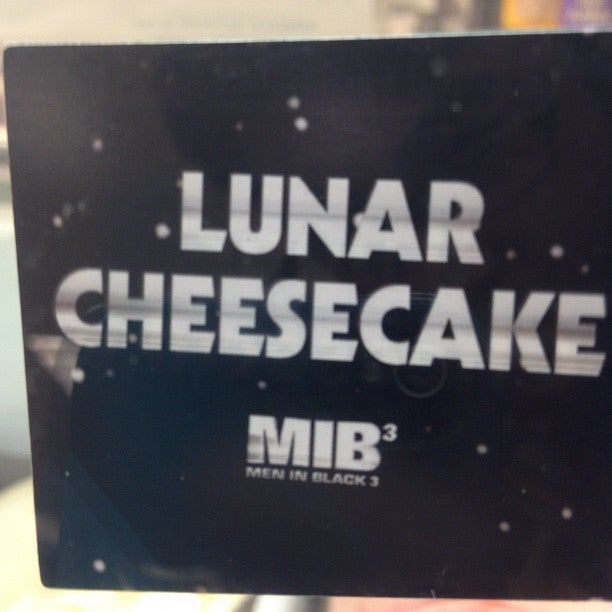 LUNAR
CHEESECAKE
MIB³
MEN IN BLACK 3